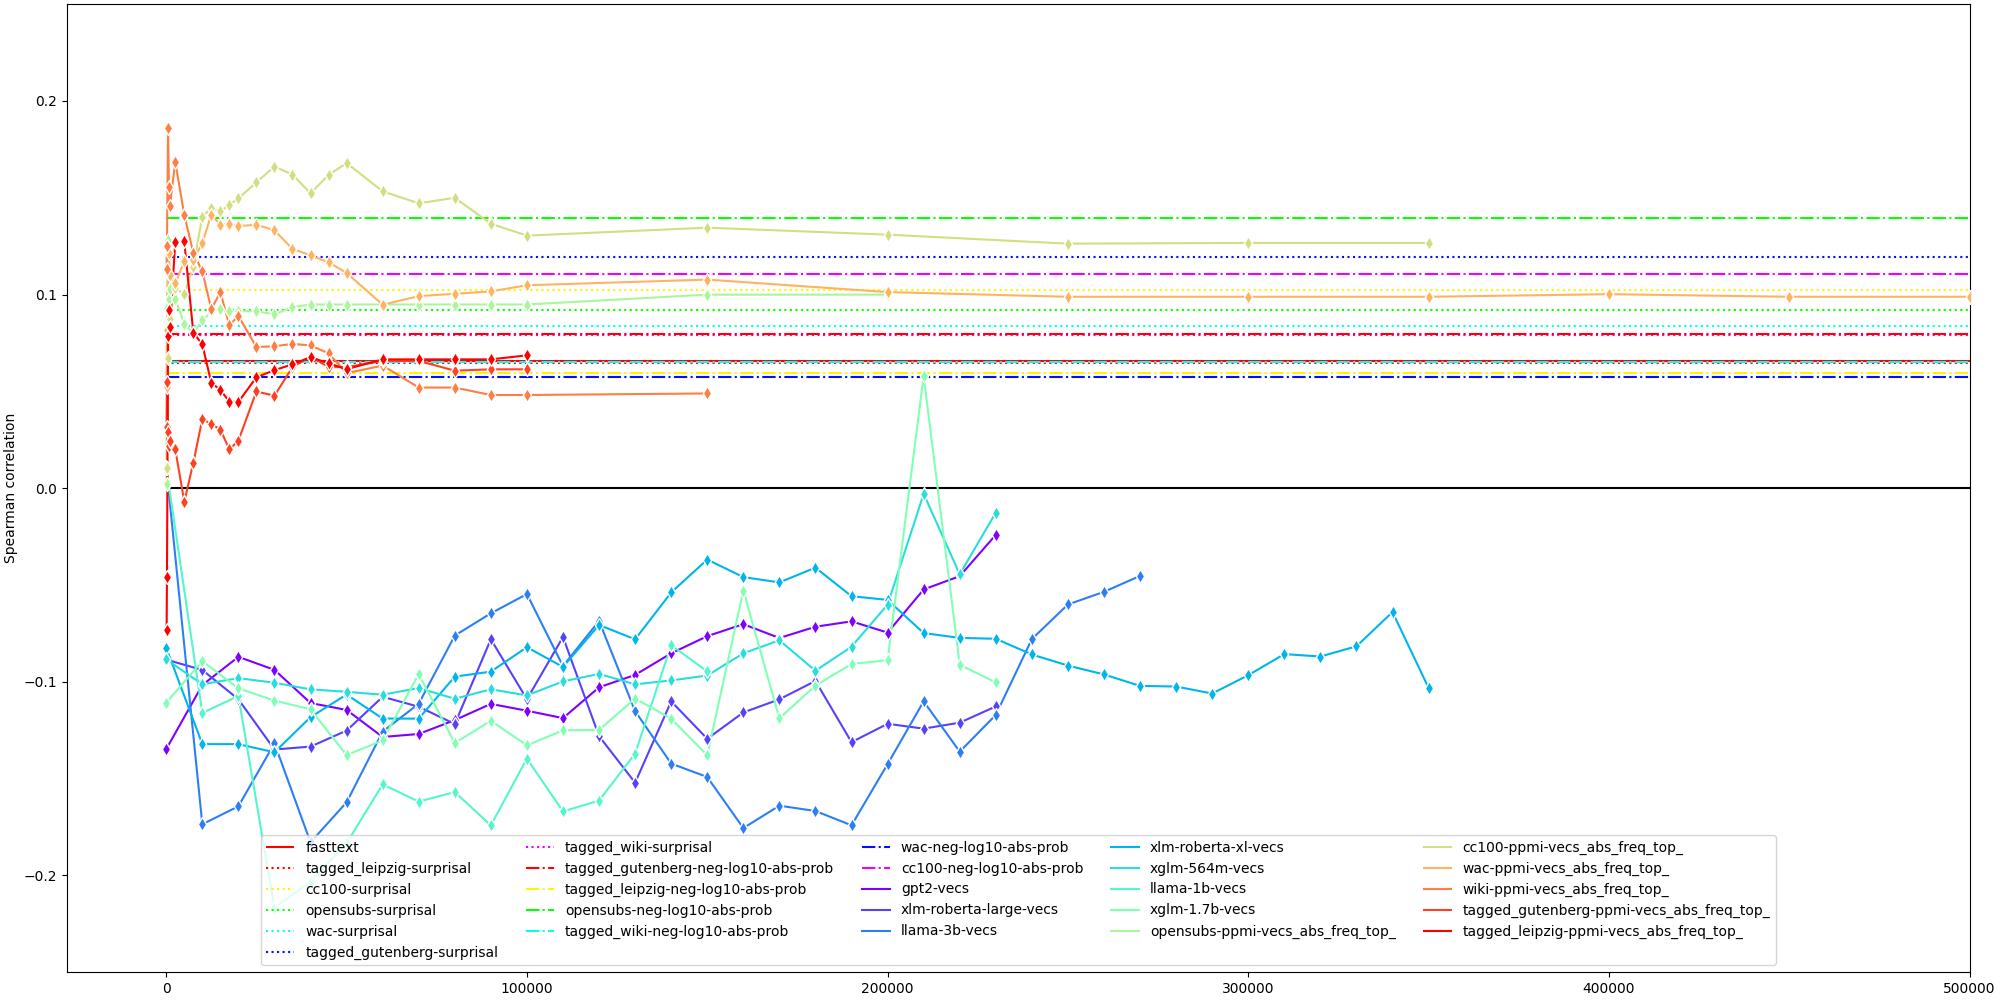 0.2
0.1
0.0
−0.1
−0.2
Spearman correlation
fasttext
tagged_leipzig-surprisal
cc100-surprisal
opensubs-surprisal
wac-surprisal
tagged_gutenberg-surprisal
tagged_wiki-surprisal
tagged_gutenberg-neg-log10-abs-prob
tagged_leipzig-neg-log10-abs-prob
opensubs-neg-log10-abs-prob
tagged_wiki-neg-log10-abs-prob
wac-neg-log10-abs-prob
cc100-neg-log10-abs-prob
gpt2-vecs
xlm-roberta-large-vecs
llama-3b-vecs
xlm-roberta-xl-vecs
xglm-564m-vecs
llama-1b-vecs
xglm-1.7b-vecs
opensubs-ppmi-vecs_abs_freq_top_
cc100-ppmi-vecs_abs_freq_top_
wac-ppmi-vecs_abs_freq_top_
wiki-ppmi-vecs_abs_freq_top_
tagged_gutenberg-ppmi-vecs_abs_freq_top_
tagged_leipzig-ppmi-vecs_abs_freq_top_
0 100000 200000 300000 400000 500000